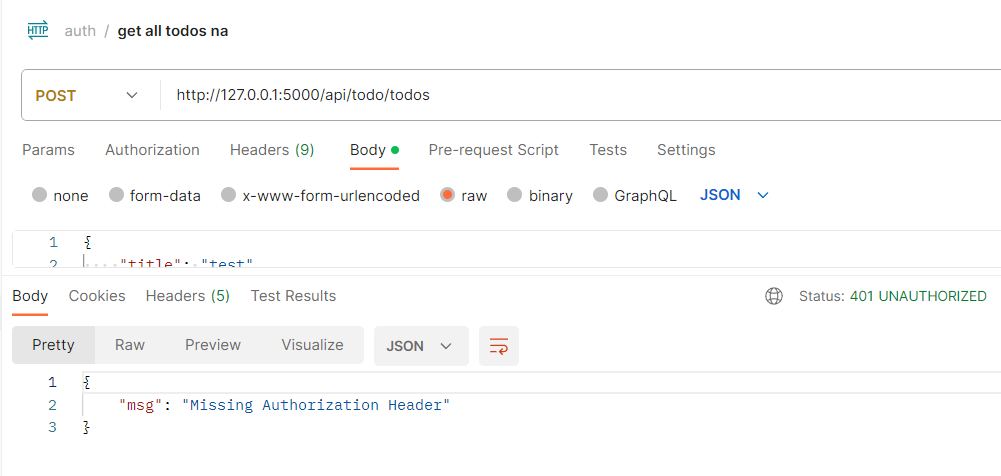 HTTP auth / get all todos na
POST http://127.0.0.1:5000/api/todo/todos
Params Authorization Headers (9) Body Pre-request Script Tests Settings
none form-data x-www-form-urlencoded raw binary GraphQL JSON
1 {
2 "title": "test"
Body Cookies Headers (5) Test Results Status: 401 UNAUTHORIZED
Pretty Raw Preview Visualize JSON
1 {
2 "msg": "Missing Authorization Header"
3 }